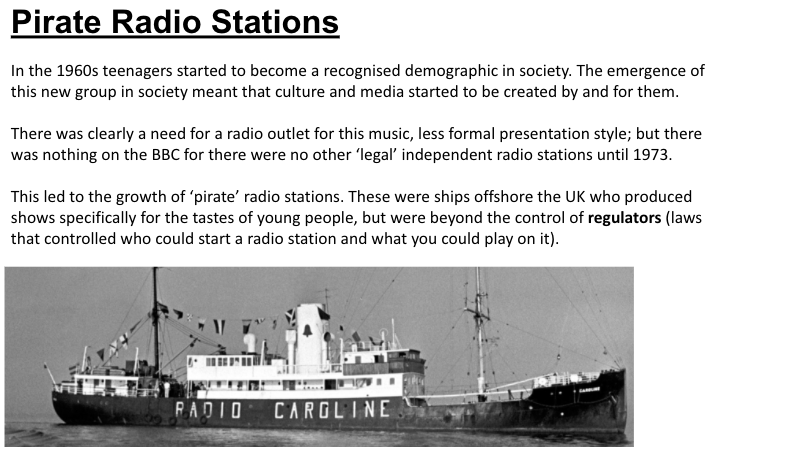 Pirate Radio Stations
In the 1960s teenagers started to become a recognised demographic in society. The emergence of
this new group in society meant that culture and media started to be created by and for them.
There was clearly a need for a radio outlet for this music, less formal presentation style; but there
was nothing on the BBC for there were no other ‘legal’ independent radio stations until 1973.
This led to the growth of ‘pirate’ radio stations. These were ships offshore the UK who produced
shows specifically for the tastes of young people, but were beyond the control of regulators (laws
that controlled who could start a radio station and what you could play on it).
RADIO CAROLINE
CAROLINE